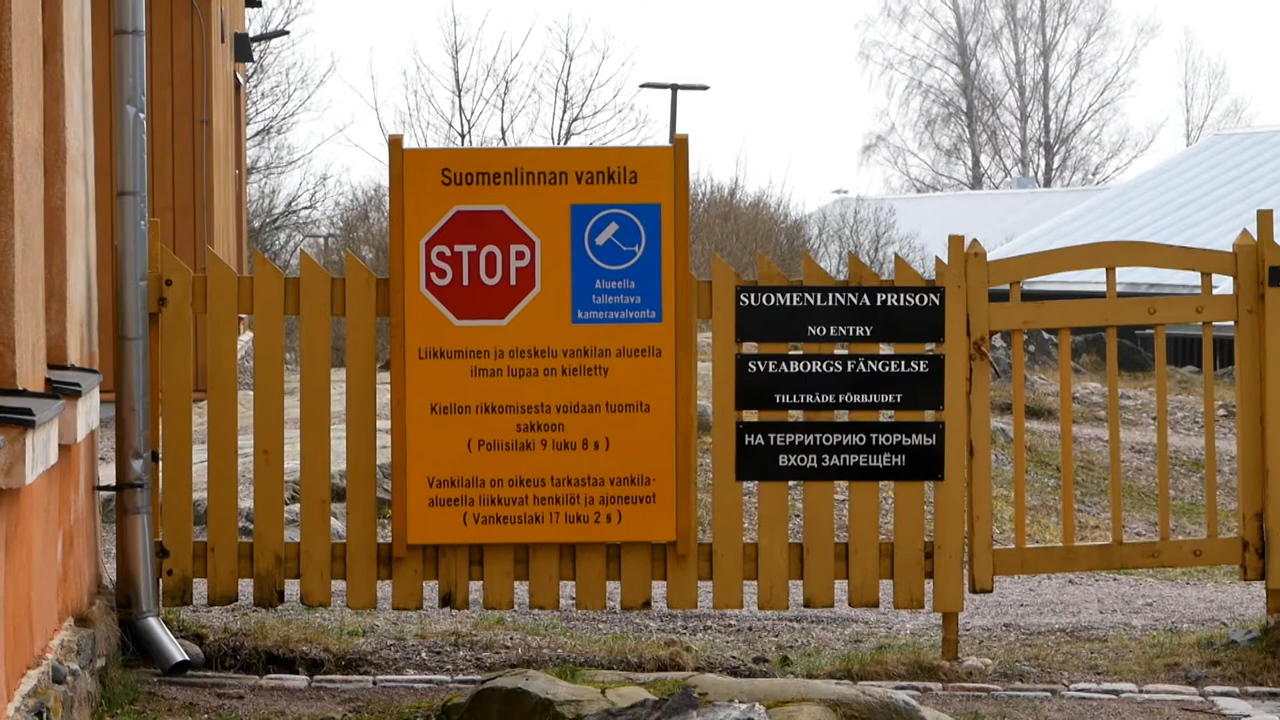 Suomenlinnan vankila
STOP
Alueella
tallentava
kameravalvonta
Liikkuminen ja oleskelu vankilan alueella
ilman lupaa on kielletty
Kiellon rikkomisesta voidaan tuomita
sakkoon
( Poliisilaki 9 luku 8 § )
Vankilalla on oikeus tarkastaa vankila-
alueella liikkuvat henkilöt ja ajoneuvot
( Vankeuslaki 17 luku 2 § )
SUOMENLINNA PRISON
NO ENTRY
SVEABORGS FÄNGELSE
TILLTRÄDE FÖRBJUDET
НА ТЕРРИТОРИЮ ТЮРЬМЫ
ВХОД ЗАПРЕЩЁН!